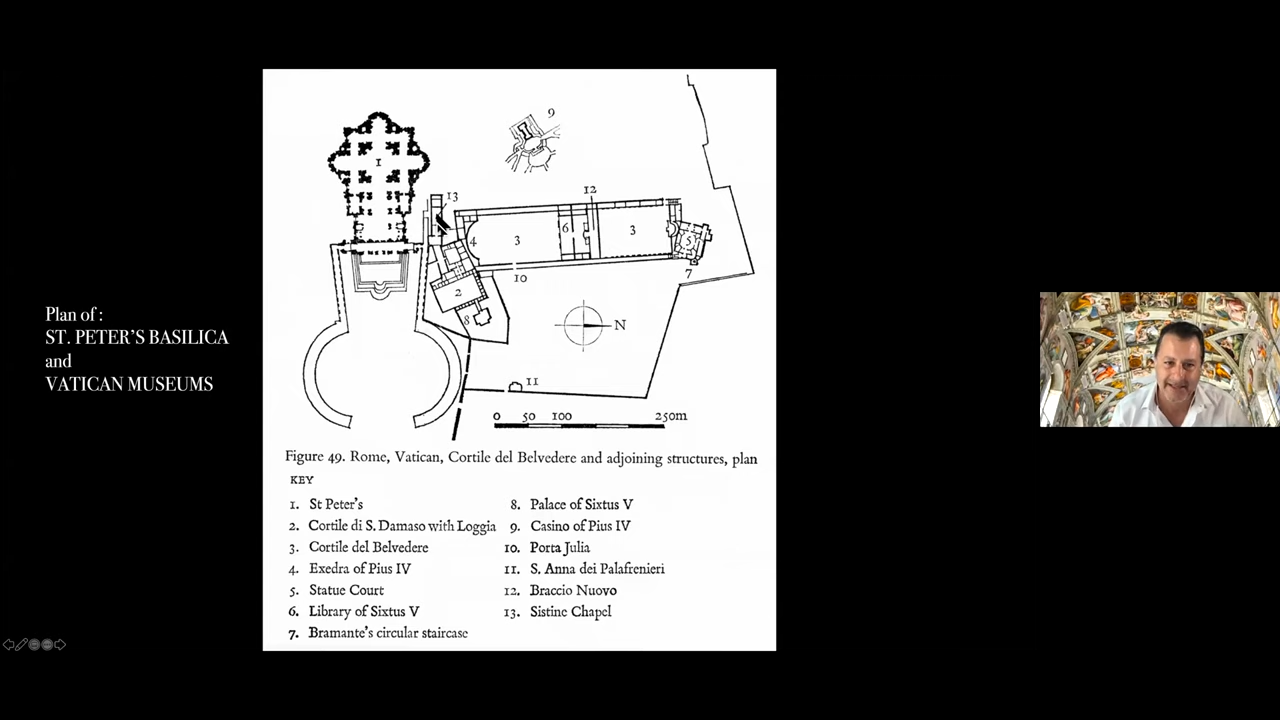 Plan of :
ST. PETER'S BASILICA
and
VATICAN MUSEUMS
9
1
13
12
4
3
6
3
5
7
10
2
8
N
11
0 50 100 250m
Figure 49. Rome, Vatican, Cortile del Belvedere and adjoining structures, plan
KEY
1. St Peter's
2. Cortile di S. Damaso with Loggia
3. Cortile del Belvedere
4. Exedra of Pius IV
5. Statue Court
6. Library of Sixtus V
7. Bramante's circular staircase
8. Palace of Sixtus V
9. Casino of Pius IV
10. Porta Julia
11. S. Anna dei Palafrenieri
12. Braccio Nuovo
13. Sistine Chapel